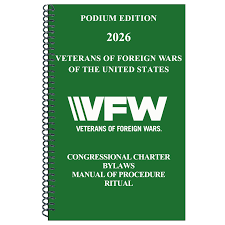 PODIUM EDITION
2026
VETERANS OF FOREIGN WARS
OF THE UNITED STATES
VFW
VETERANS OF FOREIGN WARS.
CONGRESSIONAL CHARTER
BYLAWS
MANUAL OF PROCEDURE
RITUAL